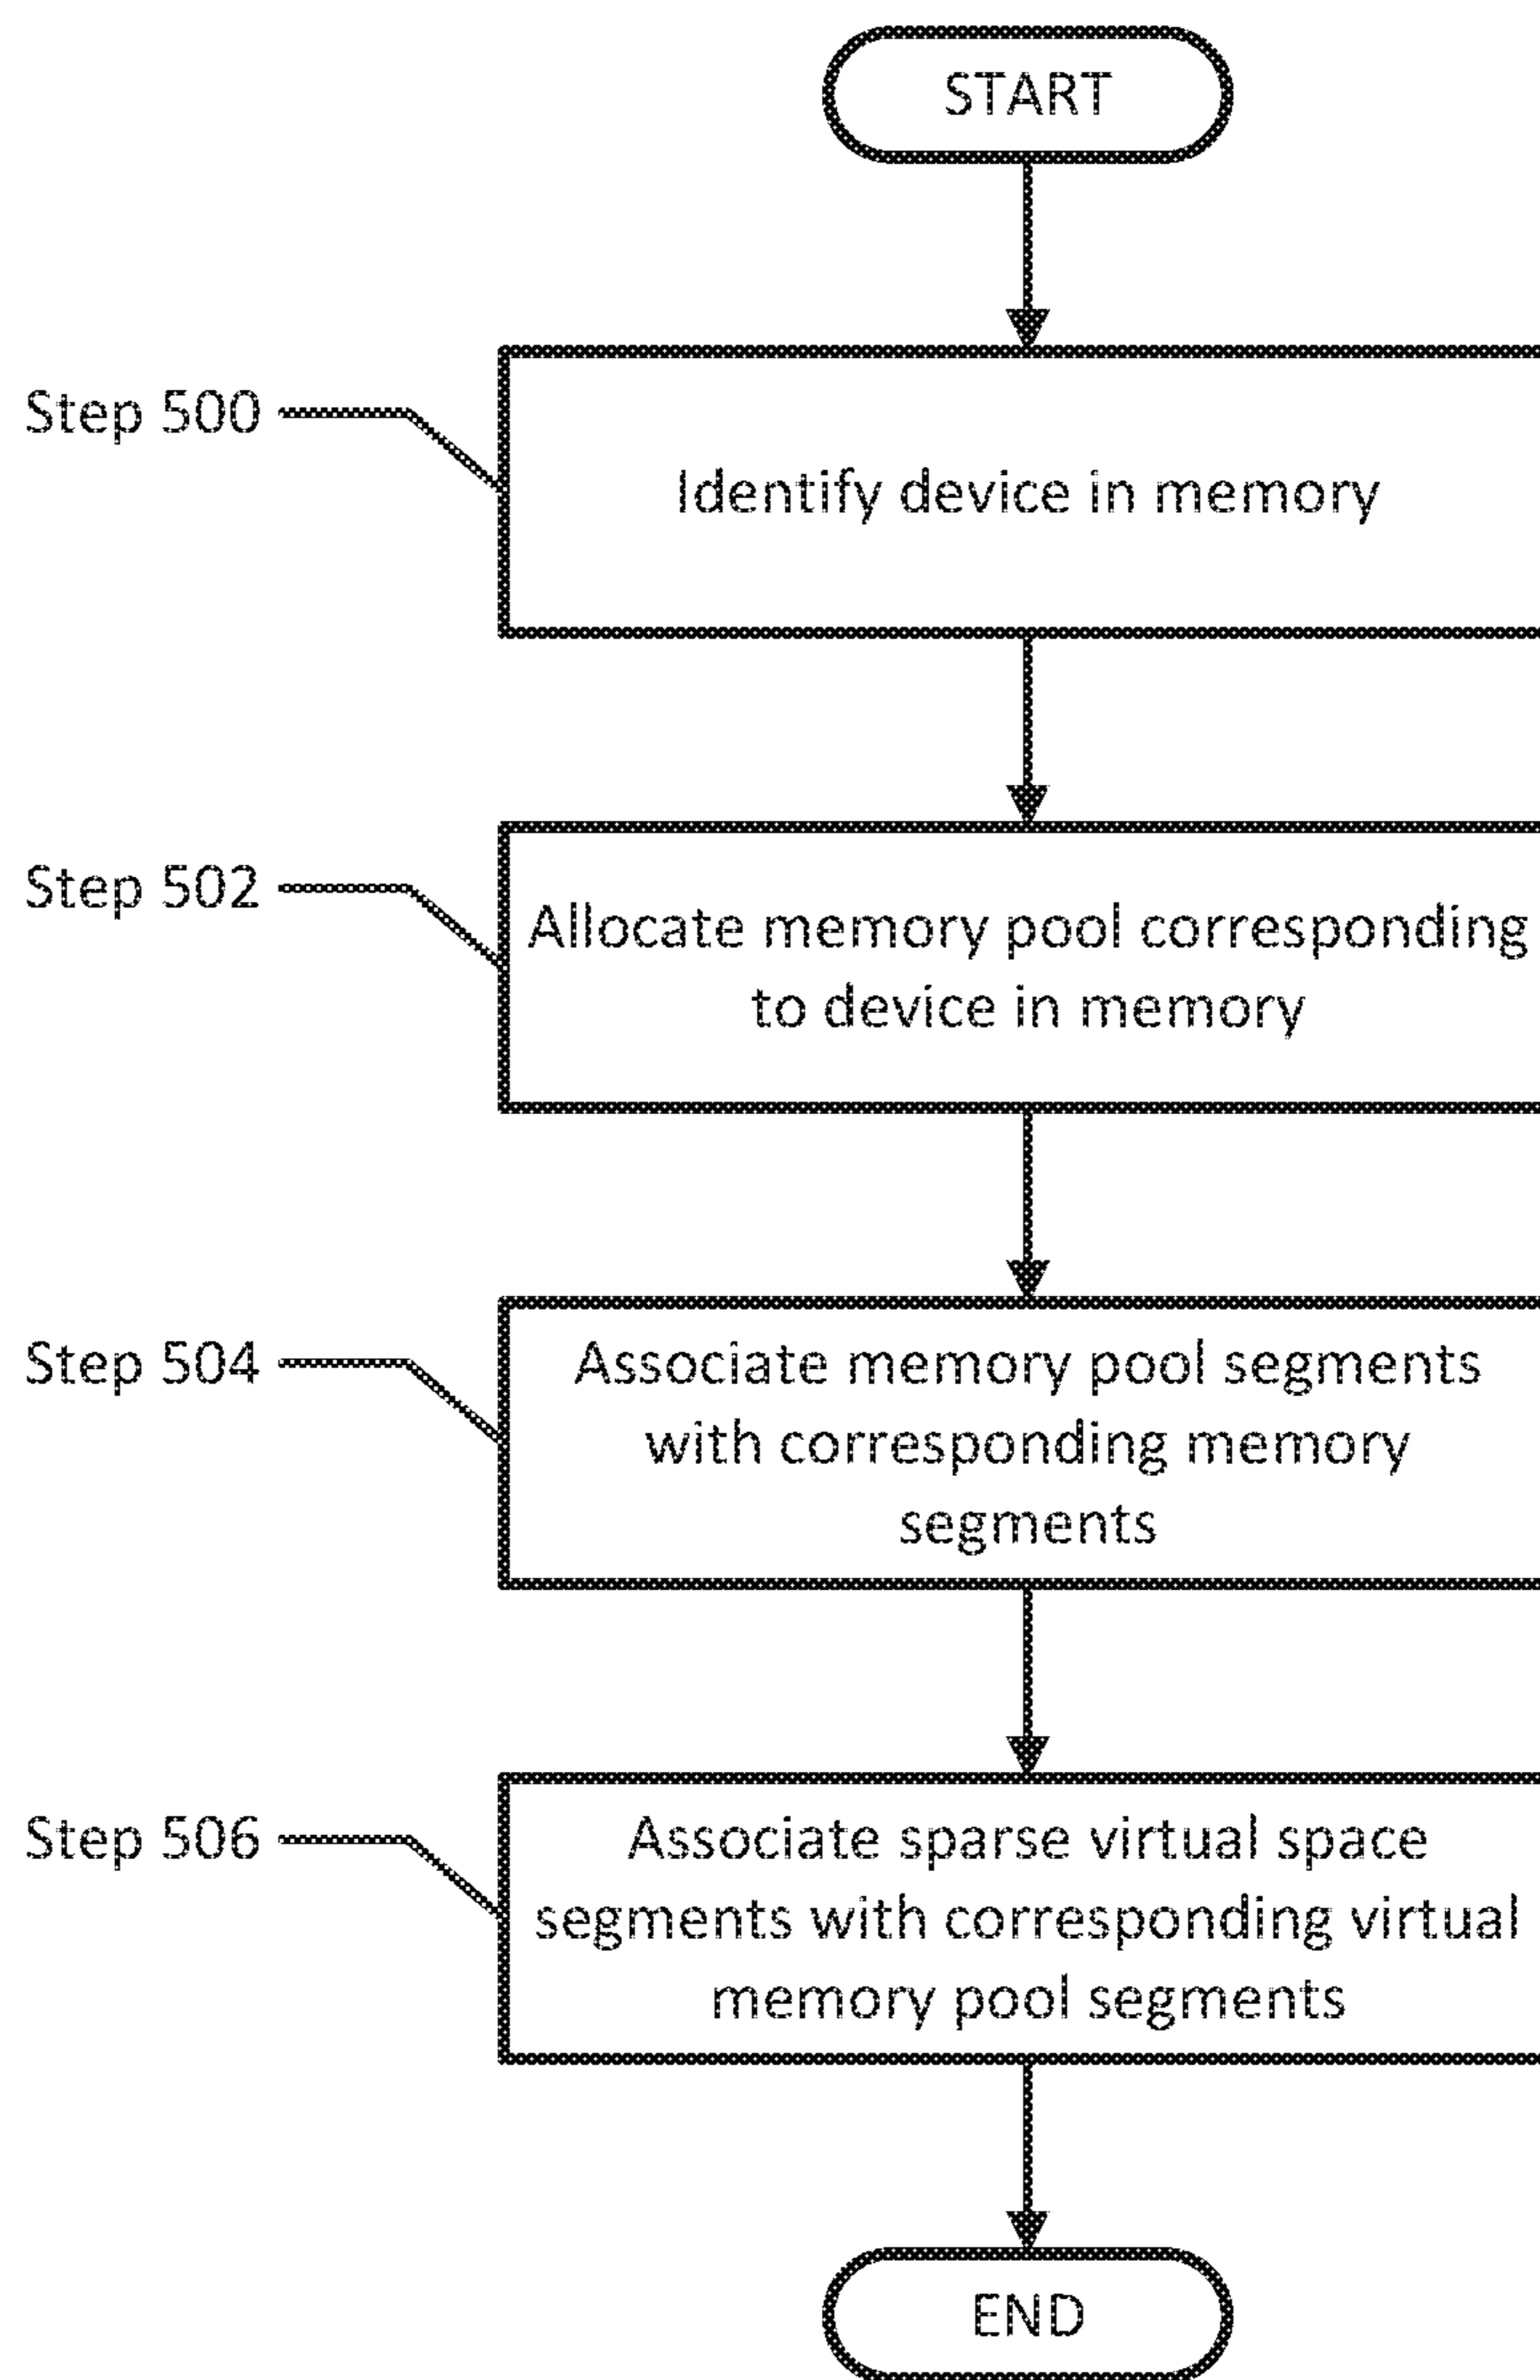 START
Step 500
Identify device in memory
Step 502
Allocate memory pool corresponding
to device in memory
Step 504
Associate memory pool segments
with corresponding memory
segments
Step 506
Associate sparse virtual space
segments with corresponding virtual
memory pool segments
END